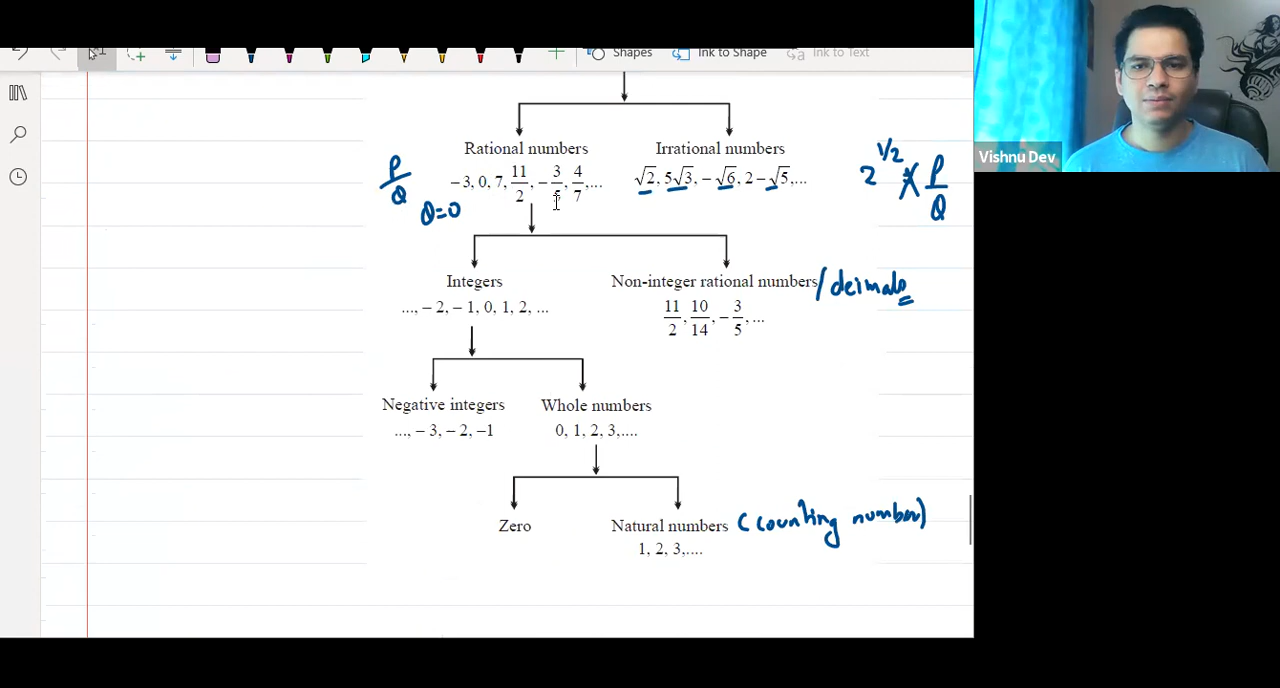 Shapes Ink to Shape Ink to Text
Rational numbers Irrational numbers
P/Q -3, 0, 7, 11/2, -3/5, 4/7,... √2, 5√3, -√6, 2-√5,... 2^1/2 P/Q
Q=0
Integers Non-integer rational numbers/deimals
..., -2, -1, 0, 1, 2, ... 11/2, 10/14, -3/5,...
Negative integers Whole numbers
..., -3, -2, -1 0, 1, 2, 3,....
Zero Natural numbers (counting number)
1, 2, 3,....
Vishnu Dev